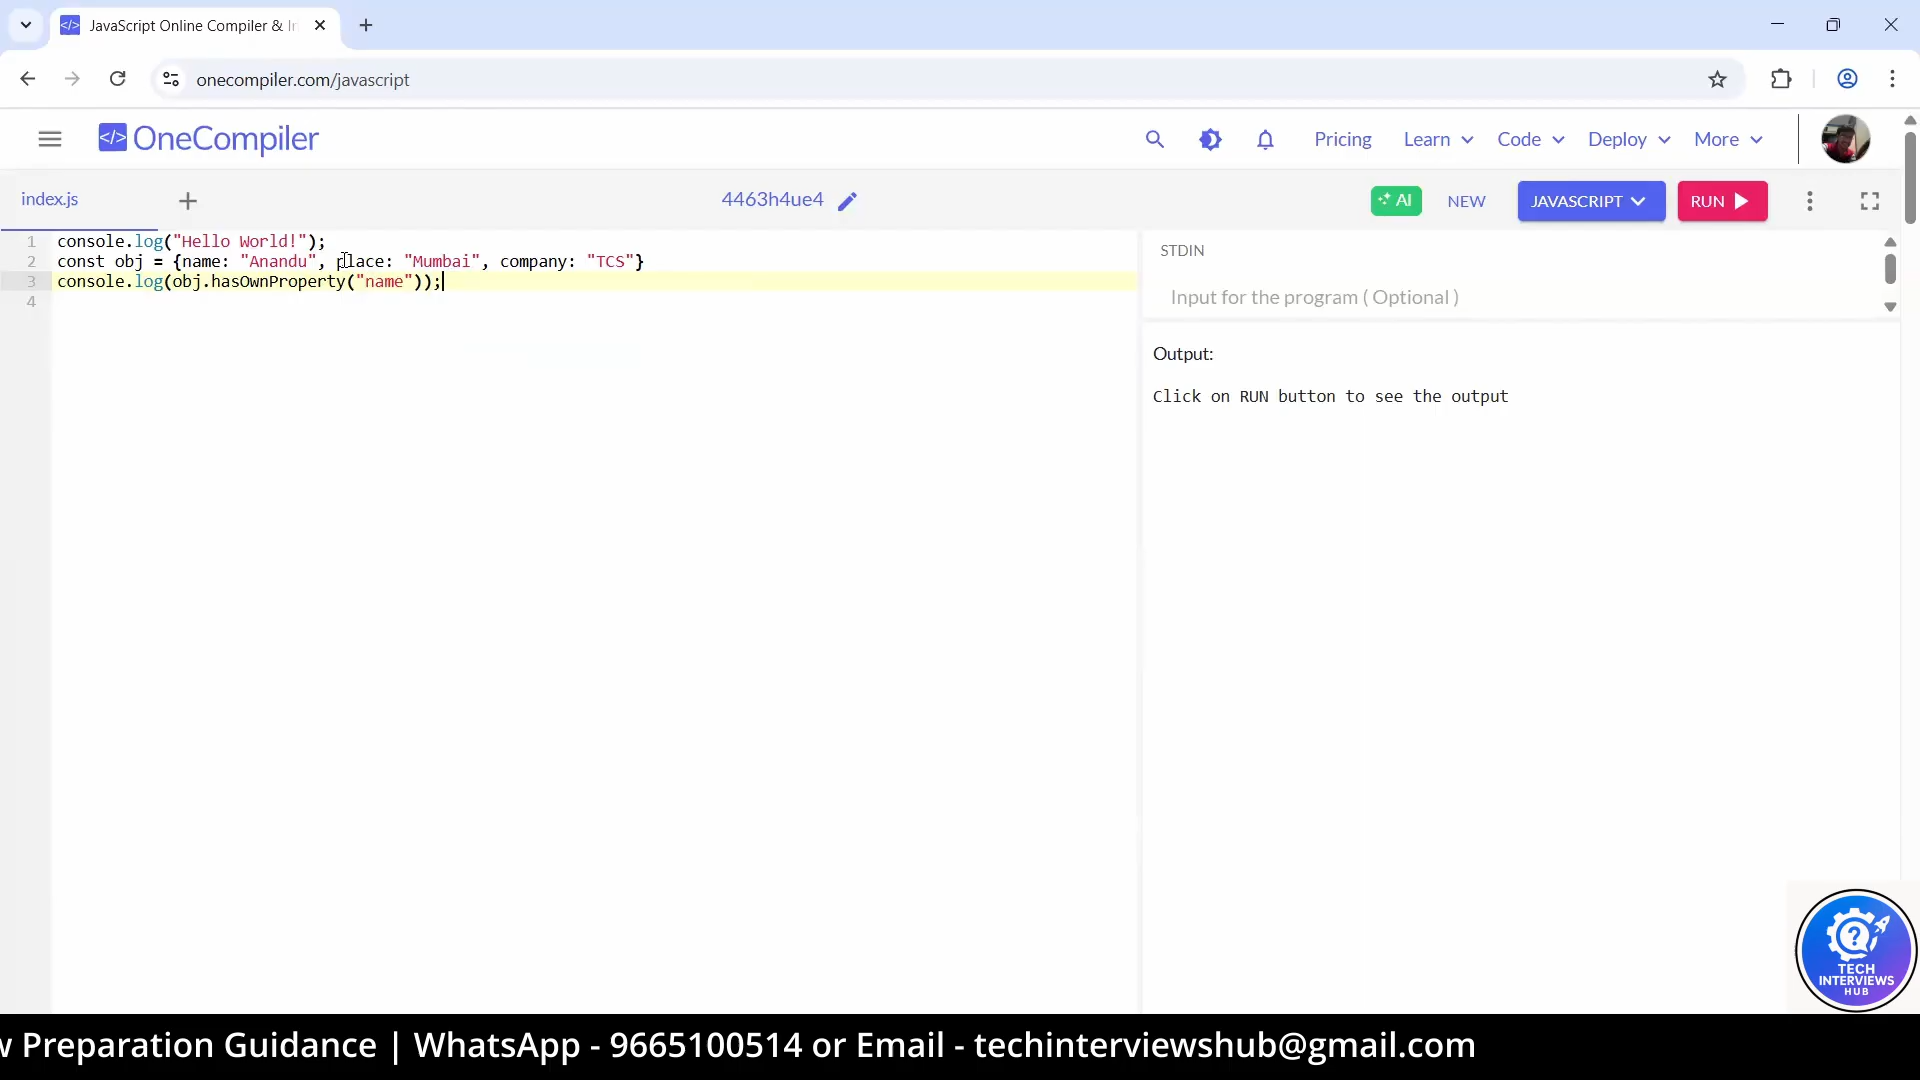 JavaScript Online Compiler & In
onecompiler.com/javascript
</> OneCompiler
Pricing
Learn
Code
Deploy
More
index.js
4463h4ue4
AI
NEW
JAVASCRIPT
RUN
1 console.log("Hello World!");
2 const obj = {name: "Anandu", place: "Mumbai", company: "TCS"}
3 console.log(obj.hasOwnProperty("name"));
4
STDIN
Input for the program ( Optional )
Output:
Click on RUN button to see the output
?
TECH
INTERVIEWS
HUB
w Preparation Guidance | WhatsApp - 9665100514 or Email - techinterviewshub@gmail.com